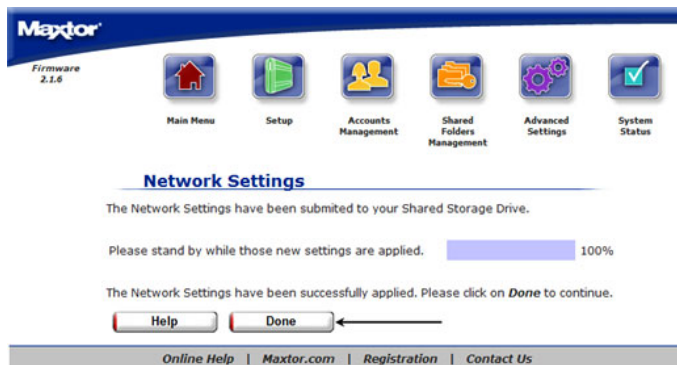 Maxtor
Firmware
2.1.6
Main Menu
Setup
Accounts
Management
Shared
Folders
Management
Advanced
Settings
System
Status
Network Settings
The Network Settings have been submited to your Shared Storage Drive.
Please stand by while those new settings are applied. 100%
The Network Settings have been successfully applied. Please click on Done to continue.
Help Done
Online Help | Maxtor.com | Registration | Contact Us